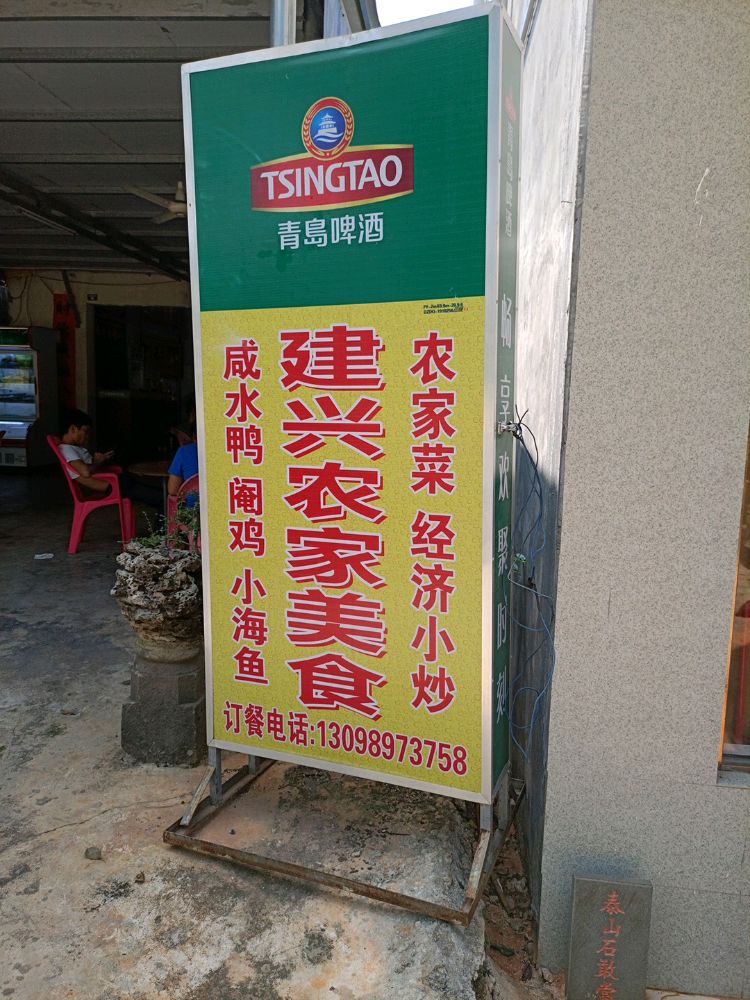 TSINGTAO
青岛啤酒
建兴农家美食
农家菜 经济小炒
咸水鸭 阉鸡 小海鱼
订餐电话:13098973758
畅享欢聚时刻
泰山石敢當